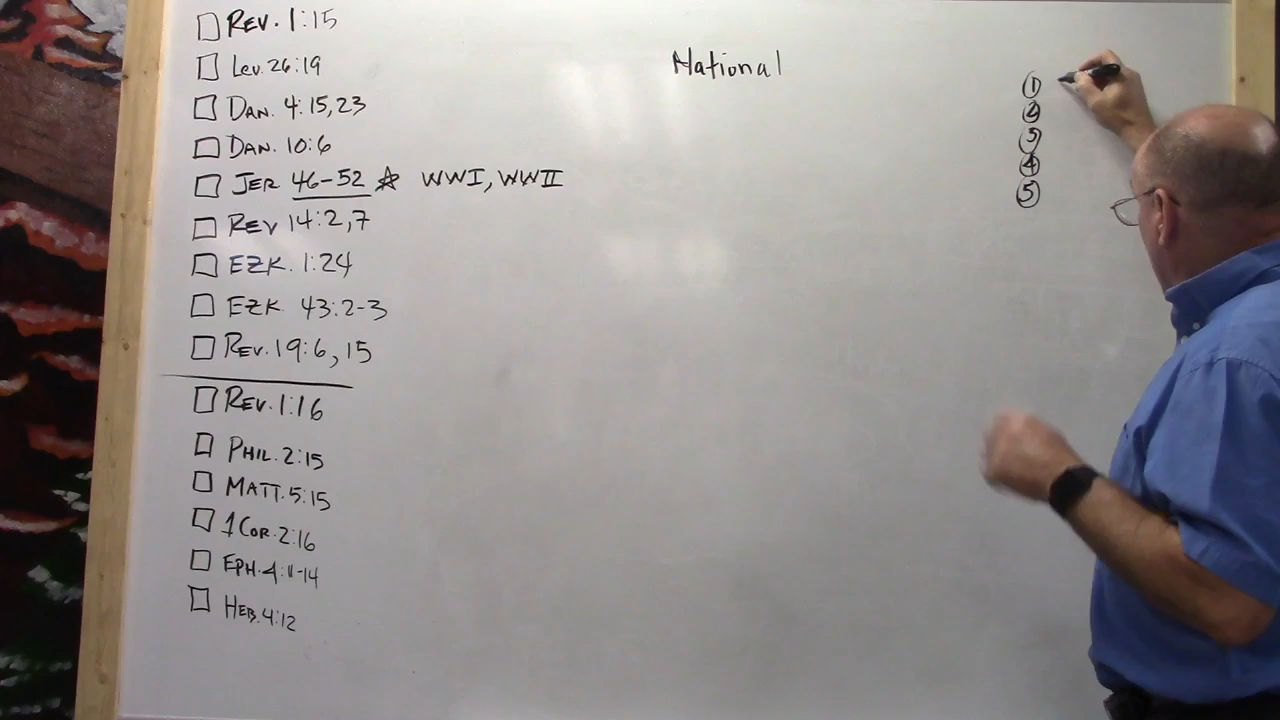 ☐ REV. 1:15
☐ Lev. 26:19
☐ DAN. 4:15,23
☐ DAN. 10:6
☐ JER 46-52 ☆ WWI, WWII
☐ REV 14:2,7
☐ EZK. 1:24
☐ EZK. 43:2-3
☐ REV. 19:6, 15
☐ REV. 1:16
☐ PHIL. 2:15
☐ MATT. 5:15
☐ 1 COR. 2:16
☐ EPH. 4:11-14
☐ HEB. 4:12
National
①
②
③
④
⑤